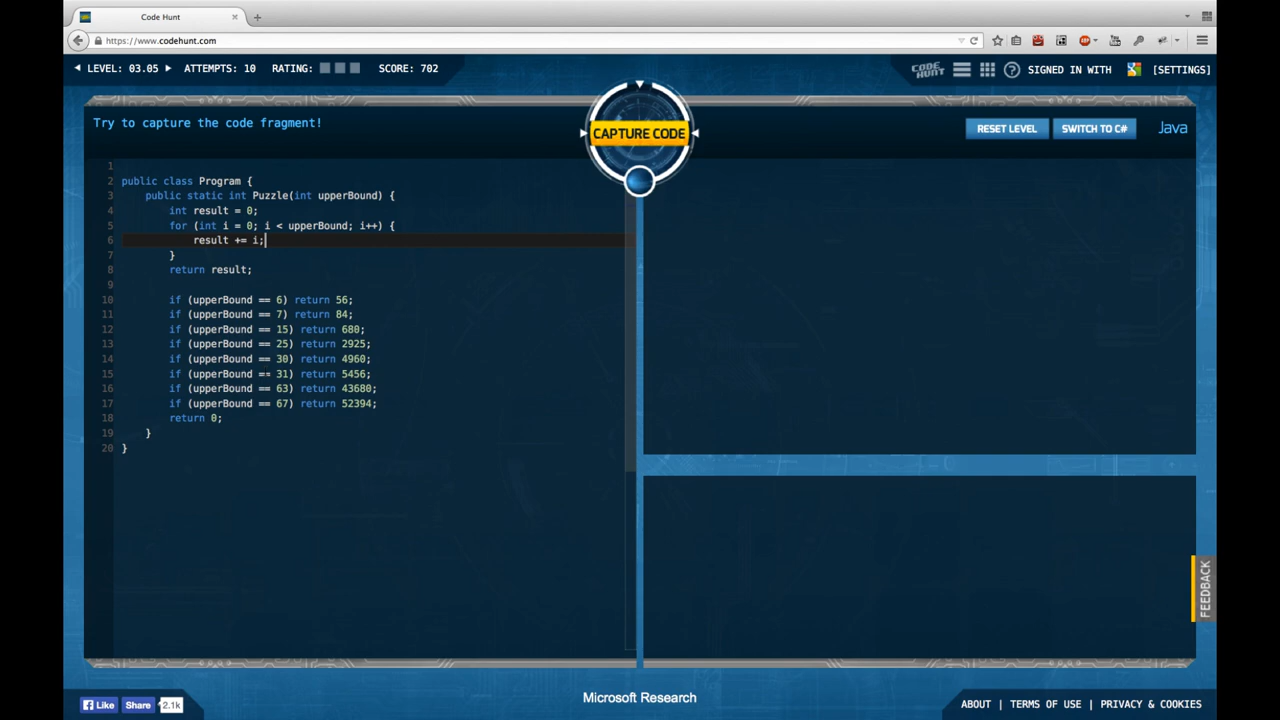 Code Hunt
https://www.codehunt.com
LEVEL: 03.05
ATTEMPTS: 10
RATING:
SCORE: 702
CODE HUNT
SIGNED IN WITH
[SETTINGS]
Try to capture the code fragment!
CAPTURE CODE
RESET LEVEL
SWITCH TO C#
Java
1
2 public class Program {
3 public static int Puzzle(int upperBound) {
4 int result = 0;
5 for (int i = 0; i < upperBound; i++) {
6 result += i;
7 }
8 return result;
9
10 if (upperBound == 6) return 56;
11 if (upperBound == 7) return 84;
12 if (upperBound == 15) return 680;
13 if (upperBound == 25) return 2925;
14 if (upperBound == 30) return 4960;
15 if (upperBound == 31) return 5456;
16 if (upperBound == 63) return 43680;
17 if (upperBound == 67) return 52394;
18 return 0;
19 }
20 }
FEEDBACK
Like
Share
2.1k
Microsoft Research
ABOUT | TERMS OF USE | PRIVACY & COOKIES